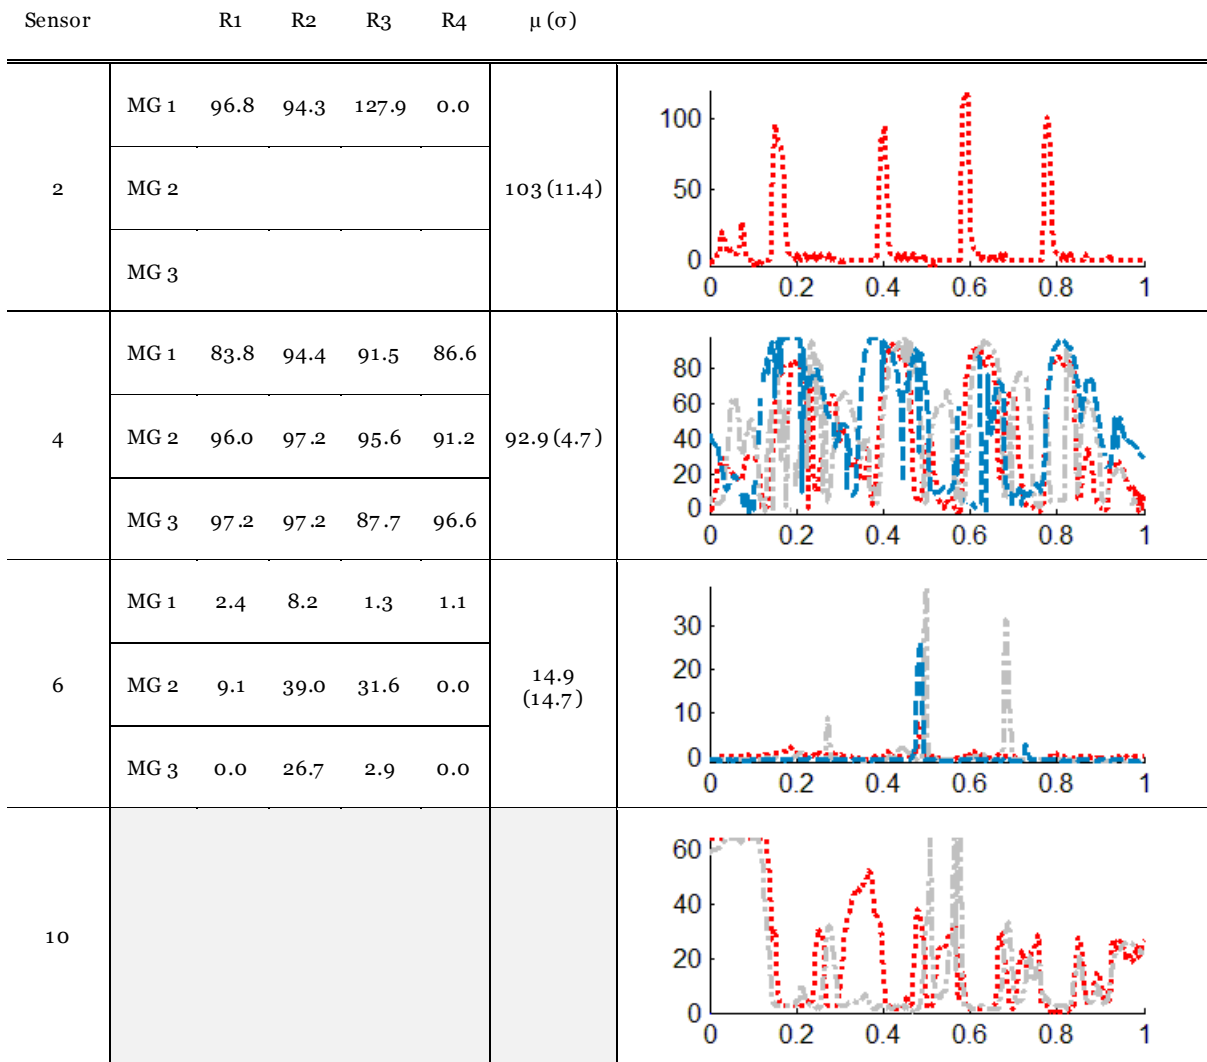 Sensor R1 R2 R3 R4 μ (σ)
MG 1 96.8 94.3 127.9 0.0
2 MG 2 103 (11.4)
MG 3
100
50
0
0 0.2 0.4 0.6 0.8 1
MG 1 83.8 94.4 91.5 86.6
4 MG 2 96.0 97.2 95.6 91.2 92.9 (4.7)
MG 3 97.2 97.2 87.7 96.6
80
60
40
20
0
0 0.2 0.4 0.6 0.8 1
MG 1 2.4 8.2 1.3 1.1
6 MG 2 9.1 39.0 31.6 0.0 14.9
(14.7)
MG 3 0.0 26.7 2.9 0.0
30
20
10
0
0 0.2 0.4 0.6 0.8 1
10
60
40
20
0
0 0.2 0.4 0.6 0.8 1